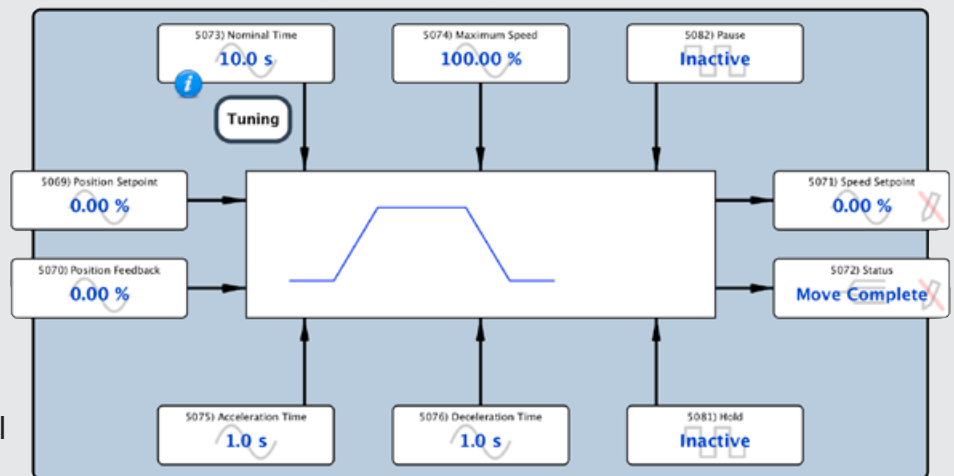 5073) Nominal Time
10.0 s
5074) Maximum Speed
100.00 %
5082) Pause
Inactive
i
Tuning
5069) Position Setpoint
0.00 %
5071) Speed Setpoint
0.00 %
5070) Position Feedback
0.00 %
5072) Status
Move Complete
5075) Acceleration Time
1.0 s
5076) Deceleration Time
1.0 s
5081) Hold
Inactive
l